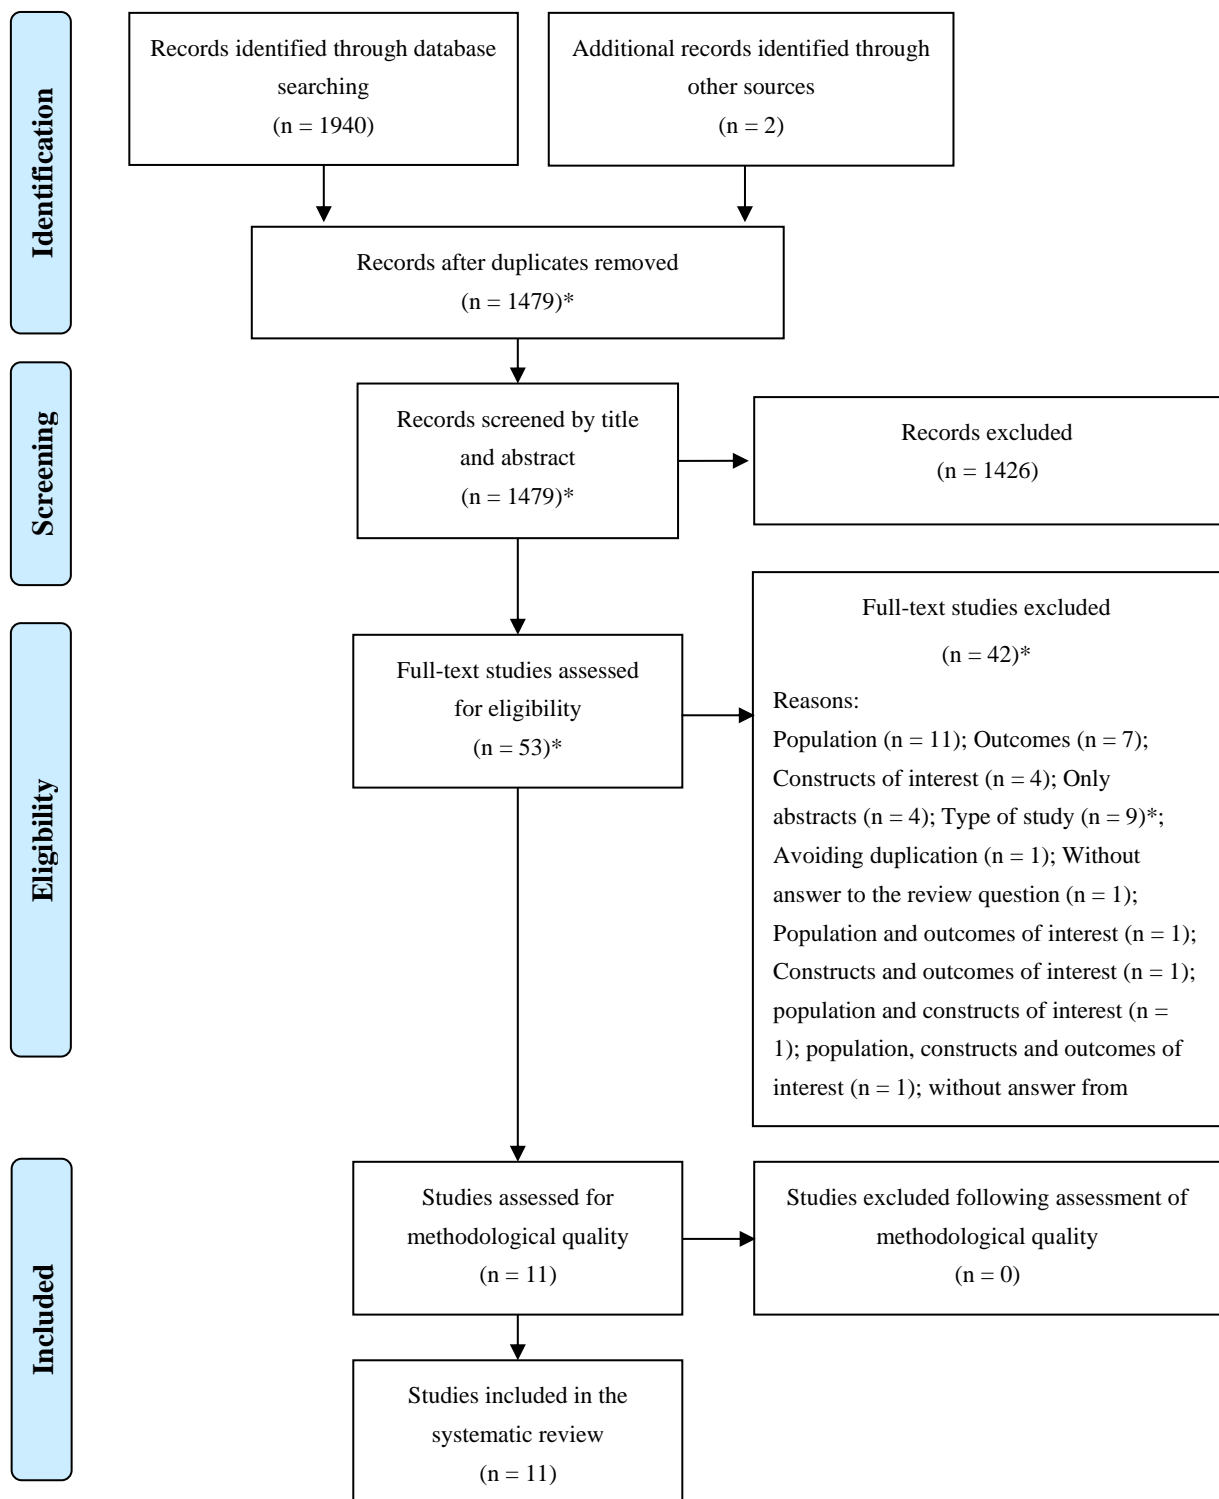 Identification
Records identified through database
searching
(n = 1940)
Additional records identified through
other sources
(n = 2)
Records after duplicates removed
(n = 1479)*
Screening
Records screened by title
and abstract
(n = 1479)*
Records excluded
(n = 1426)
Eligibility
Full-text studies assessed
for eligibility
(n = 53)*
Full-text studies excluded
(n = 42)*
Reasons:
Population (n = 11); Outcomes (n = 7);
Constructs of interest (n = 4); Only
abstracts (n = 4); Type of study (n = 9)*;
Avoiding duplication (n = 1); Without
answer to the review question (n = 1);
Population and outcomes of interest (n = 1);
Constructs and outcomes of interest (n = 1);
population and constructs of interest (n =
1); population, constructs and outcomes of
interest (n = 1); without answer from
Included
Studies assessed for
methodological quality
(n = 11)
Studies excluded following assessment of
methodological quality
(n = 0)
Studies included in the
systematic review
(n = 11)